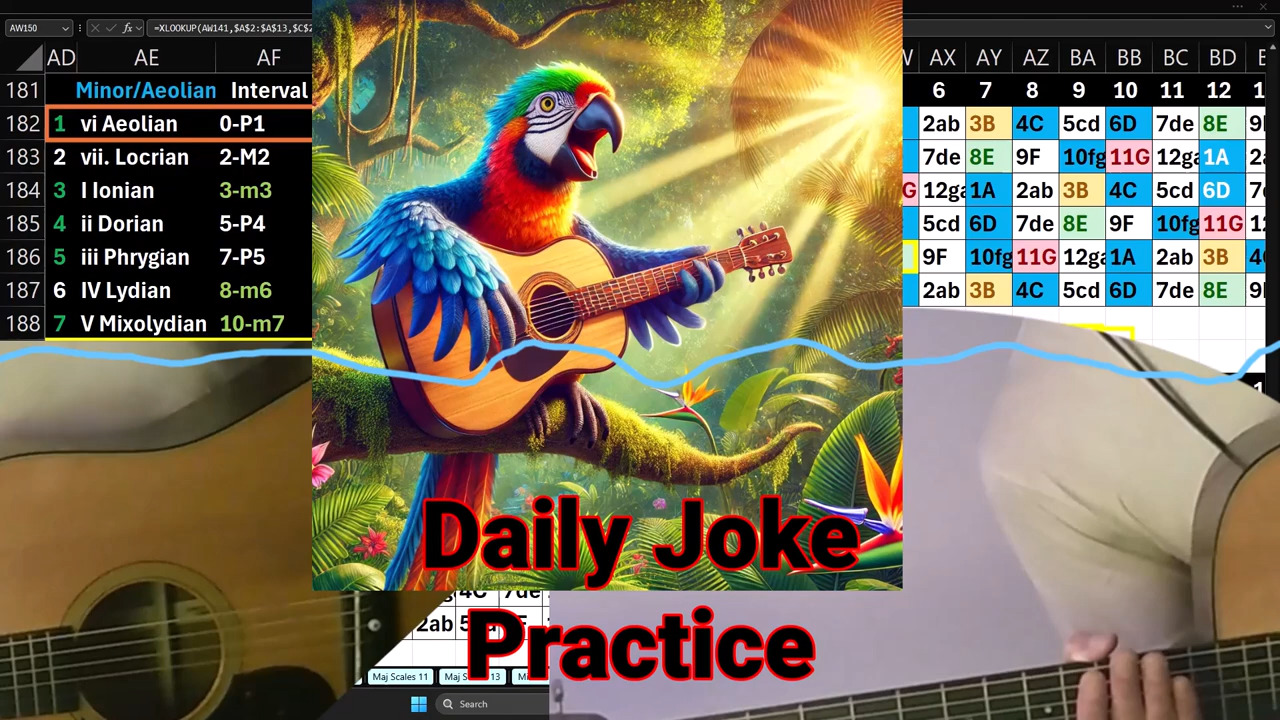 AW150
=XLOOKUP(AW141,$A$2:$A$13,$C$2
AD AE AF
AX AY AZ BA BB BC BD
181 Minor/Aeolian Interval
6 7 8 9 10 11 12
182 1 vi Aeolian 0-P1
2ab 3B 4C 5cd 6D 7de 8E
183 2 vii. Locrian 2-M2
7de 8E 9F 10fg 11G 12ga 1A
184 3 I Ionian 3-m3
G 12ga 1A 2ab 3B 4C 5cd 6D
185 4 ii Dorian 5-P4
5cd 6D 7de 8E 9F 10fg 11G
186 5 iii Phrygian 7-P5
9F 10fg 11G 12ga 1A 2ab 3B
187 6 IV Lydian 8-m6
2ab 3B 4C 5cd 6D 7de 8E
188 7 V Mixolydian 10-m7
Daily Joke
Practice
4C 7de
2ab
Maj Scales 11
Search